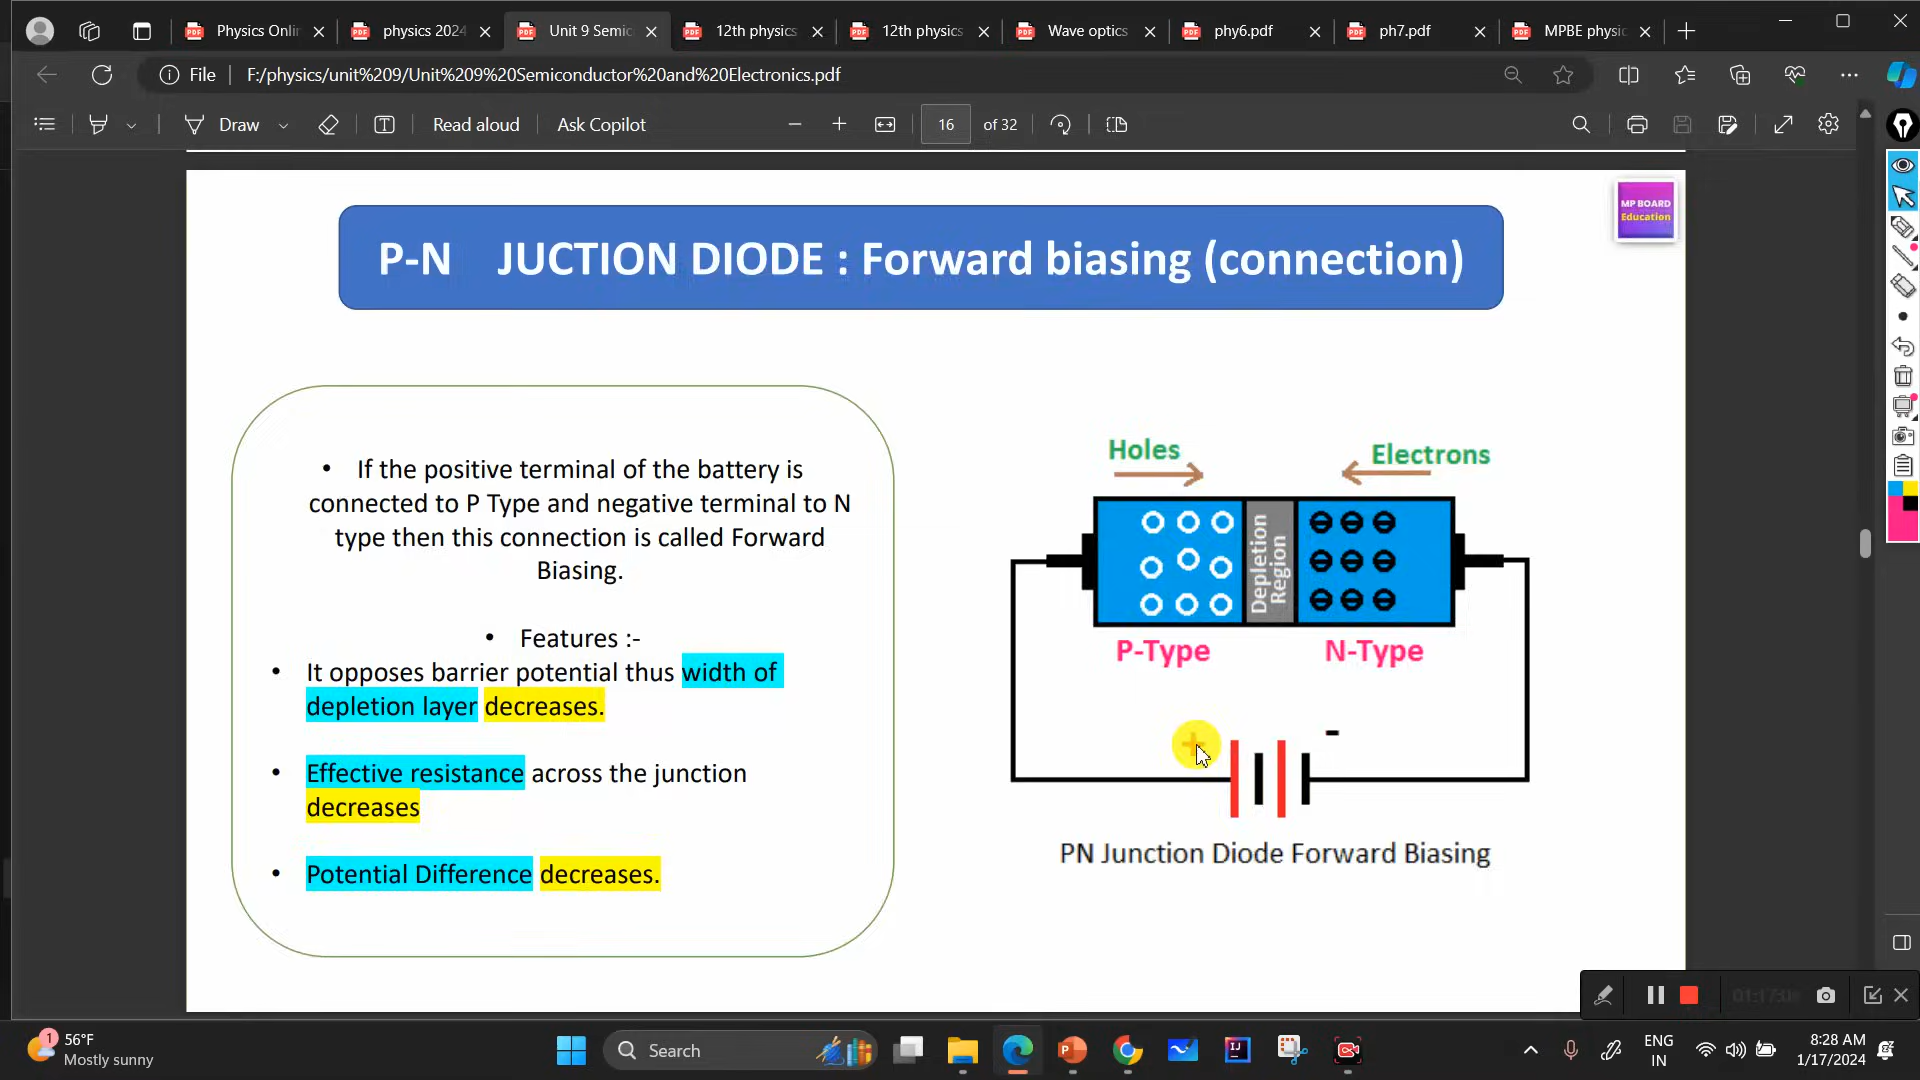 Physics Onli
physics 2024
Unit 9 Semic
12th physics
12th physics
Wave optics
phy6.pdf
ph7.pdf
MPBE physic
File
F:/physics/unit%209/Unit%209%20Semiconductor%20and%20Electronics.pdf
Draw
Read aloud
Ask Copilot
16
of 32
MP BOARD
Education
P-N JUCTION DIODE : Forward biasing (connection)
• If the positive terminal of the battery is
connected to P Type and negative terminal to N
type then this connection is called Forward
Biasing.
• Features :-
• It opposes barrier potential thus width of
depletion layer decreases.
• Effective resistance across the junction
decreases
• Potential Difference decreases.
Holes
Electrons
Depletion
Region
P-Type
N-Type
+
-
PN Junction Diode Forward Biasing
1
56°F
Mostly sunny
Search
ENG
IN
8:28 AM
1/17/2024